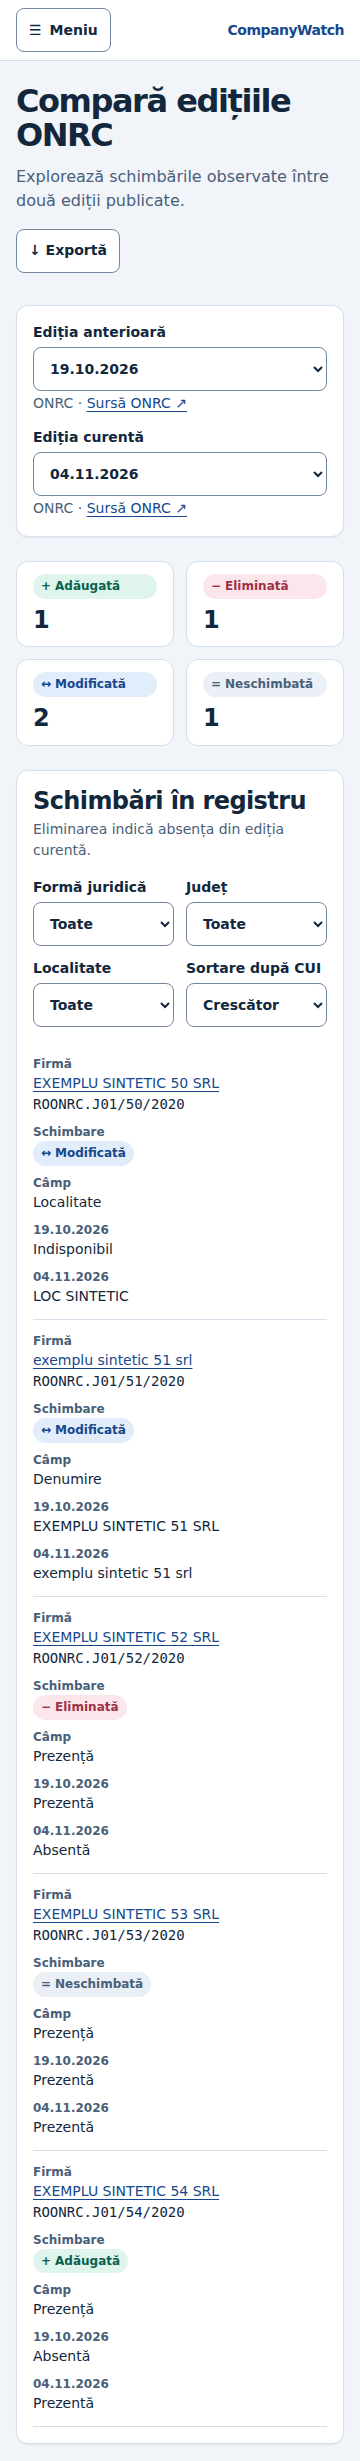 ☰ Meniu
CompanyWatch
Compară edițiile
ONRC
Explorează schimbările observate între
două ediții publicate.
↓ Exportă
Ediția anterioară
19.10.2026
ONRC · Sursă ONRC ↗
Ediția curentă
04.11.2026
ONRC · Sursă ONRC ↗
+ Adăugată
1
− Eliminată
1
↔ Modificată
2
= Neschimbată
1
Schimbări în registru
Eliminarea indică absența din ediția
curentă.
Formă juridică
Toate
Județ
Toate
Localitate
Toate
Sortare după CUI
Crescător
Firmă
EXEMPLU SINTETIC 50 SRL
ROONRC.J01/50/2020
Schimbare
↔ Modificată
Câmp
Localitate
19.10.2026
Indisponibil
04.11.2026
LOC SINTETIC
Firmă
exemplu sintetic 51 srl
ROONRC.J01/51/2020
Schimbare
↔ Modificată
Câmp
Denumire
19.10.2026
EXEMPLU SINTETIC 51 SRL
04.11.2026
exemplu sintetic 51 srl
Firmă
EXEMPLU SINTETIC 52 SRL
ROONRC.J01/52/2020
Schimbare
− Eliminată
Câmp
Prezență
19.10.2026
Prezentă
04.11.2026
Absentă
Firmă
EXEMPLU SINTETIC 53 SRL
ROONRC.J01/53/2020
Schimbare
= Neschimbată
Câmp
Prezență
19.10.2026
Prezentă
04.11.2026
Prezentă
Firmă
EXEMPLU SINTETIC 54 SRL
ROONRC.J01/54/2020
Schimbare
+ Adăugată
Câmp
Prezență
19.10.2026
Absentă
04.11.2026
Prezentă